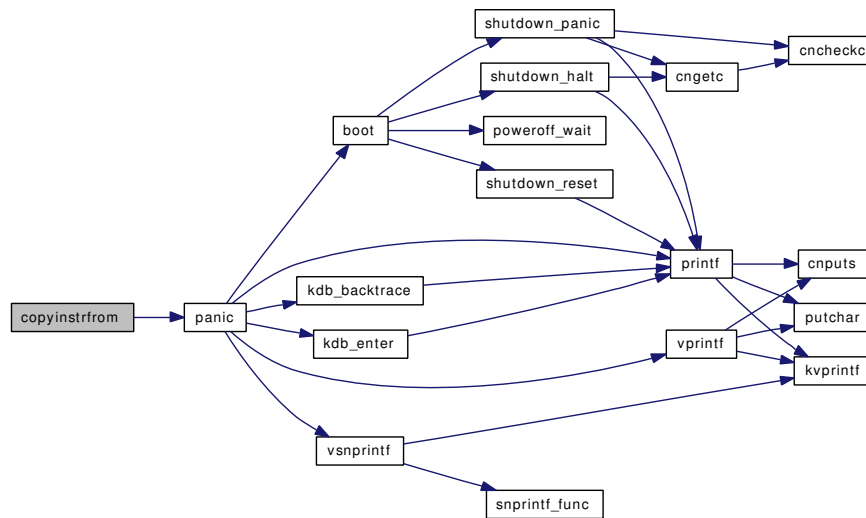 shutdown_panic
cncheckc
shutdown_halt
cngetc
boot
poweroff_wait
shutdown_reset
printf
cnputs
kdb_backtrace
copyinstrfrom
panic
putchar
kdb_enter
vprintf
kvprintf
vsnprintf
snprintf_func